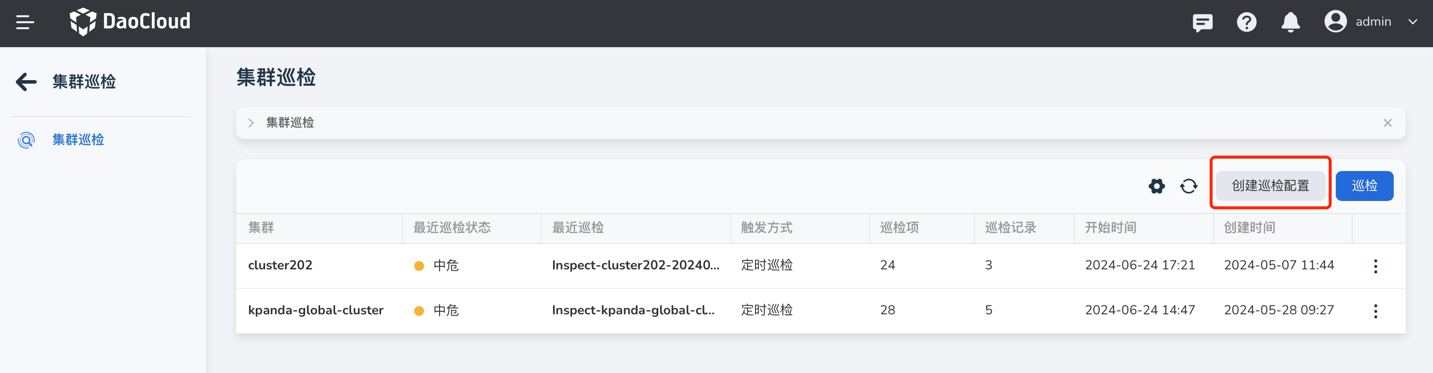 DaoCloud
admin
集群巡检
集群巡检
集群巡检
集群巡检
创建巡检配置
巡检
集群 最近巡检状态 最近巡检 触发方式 巡检项 巡检记录 开始时间 创建时间
cluster202 中危 Inspect-cluster202-20240... 定时巡检 24 3 2024-06-24 17:21 2024-05-07 11:44
kpanda-global-cluster 中危 Inspect-kpanda-global-cl... 定时巡检 28 5 2024-06-24 14:47 2024-05-28 09:27